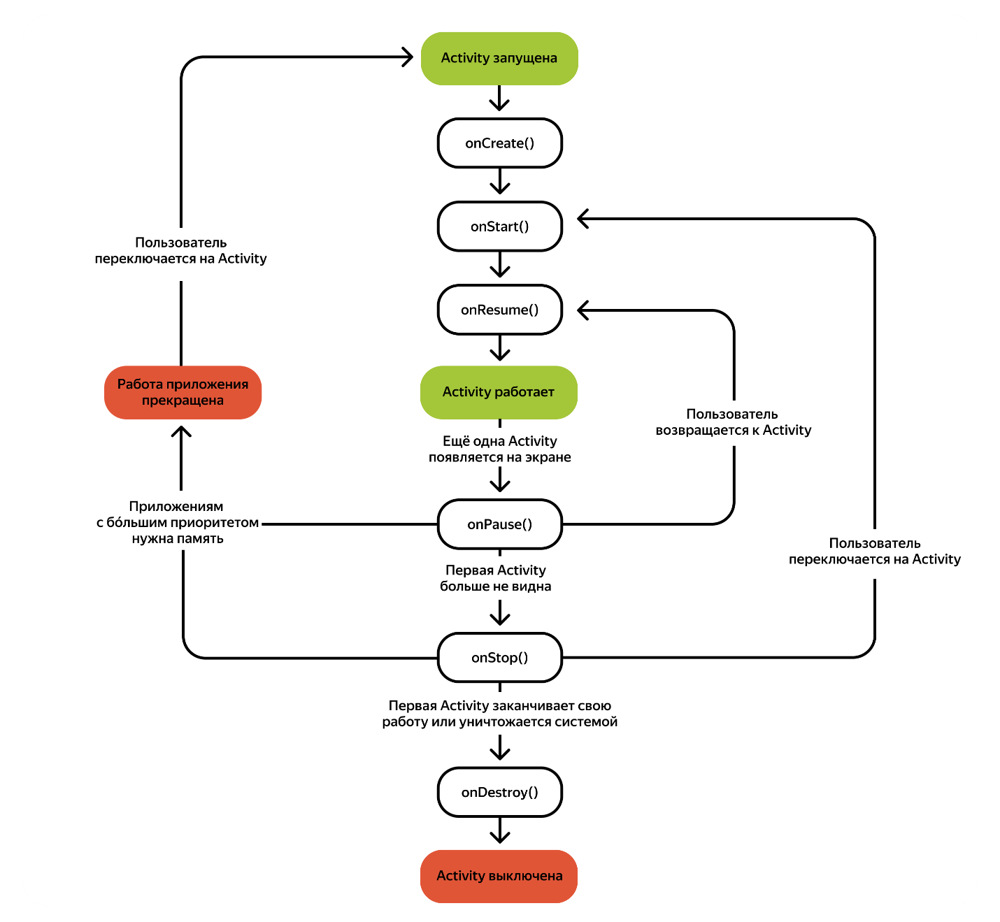 Activity запущена
onCreate()
onStart()
Пользователь
переключается на Activity
onResume()
Работа приложения
прекращена
Activity работает
Пользователь
возвращается к Activity
Ещё одна Activity
появляется на экране
Приложениям
с бо́льшим приоритетом
нужна память
onPause()
Пользователь
переключается на Activity
Первая Activity
больше не видна
onStop()
Первая Activity заканчивает свою
работу или уничтожается системой
onDestroy()
Activity выключена